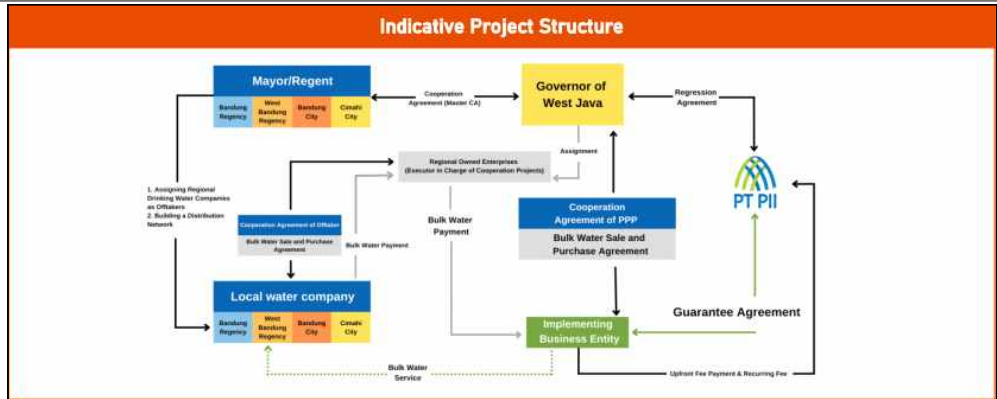 Indicative Project Structure
Mayor/Regent
Bandung
Regency
West
Bandung
Regency
Bandung
City
Cimahi
City
Cooperation
Agreement (Master CA)
Governor of
West Java
Regression
Agreement
Assignment
Regional Owned Enterprises
(Executor in Charge of Cooperation Projects)
PT PII
1. Assigning Regional
Drinking Water Companies
as Offtakers
2. Building a Distribution
Network
Cooperation Agreement of Offtaker
Bulk Water Sale and Purchase
Agreement
Bulk Water Payment
Bulk Water
Payment
Cooperation
Agreement of PPP
Bulk Water Sale and
Purchase Agreement
Local water company
Bandung
Regency
West
Bandung
Regency
Bandung
City
Cimahi
City
Implementing
Business Entity
Guarantee Agreement
Bulk Water
Service
Upfront Fee Payment & Recurring Fee